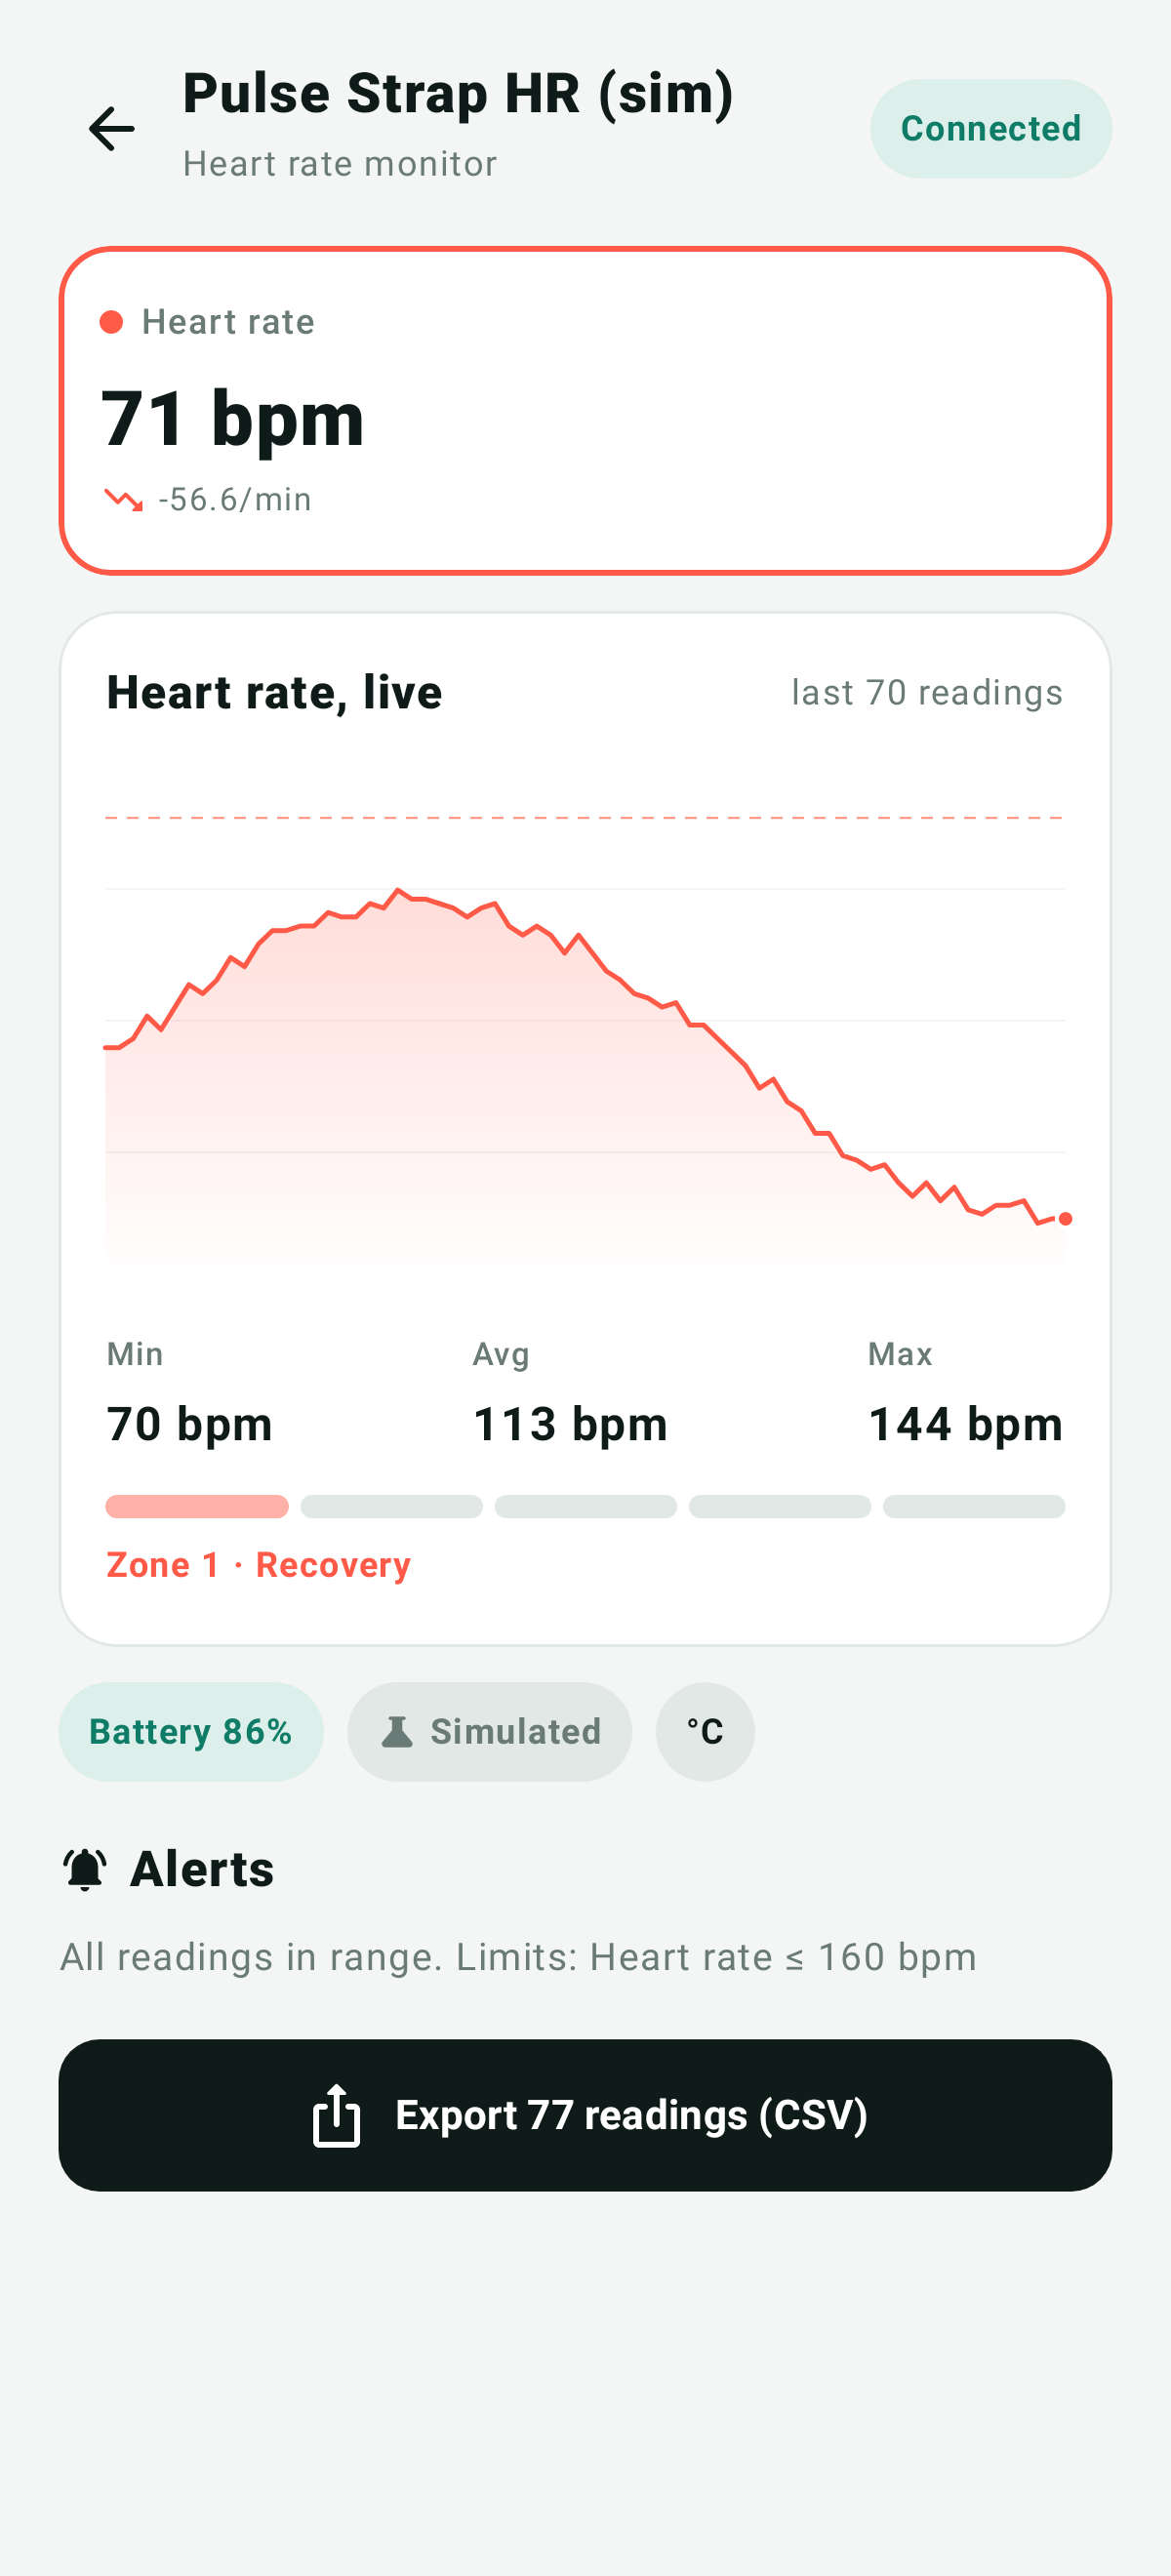 Pulse Strap HR (sim)
Heart rate monitor
Connected
Heart rate
71 bpm
-56.6/min
Heart rate, live
last 70 readings
Min
Avg
Max
70 bpm
113 bpm
144 bpm
Zone 1 · Recovery
Battery 86%
Simulated
°C
Alerts
All readings in range. Limits: Heart rate ≤ 160 bpm
Export 77 readings (CSV)